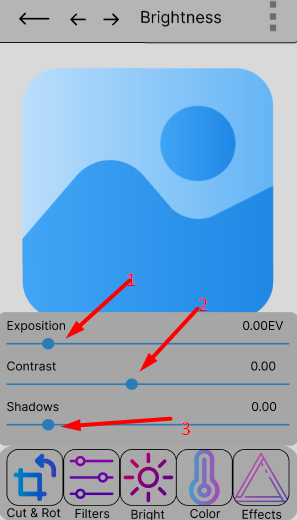 Brightness
1
2
Exposition 0.00EV
Contrast 0.00
Shadows 0.00
3
Cut & Rot Filters Bright Color Effects